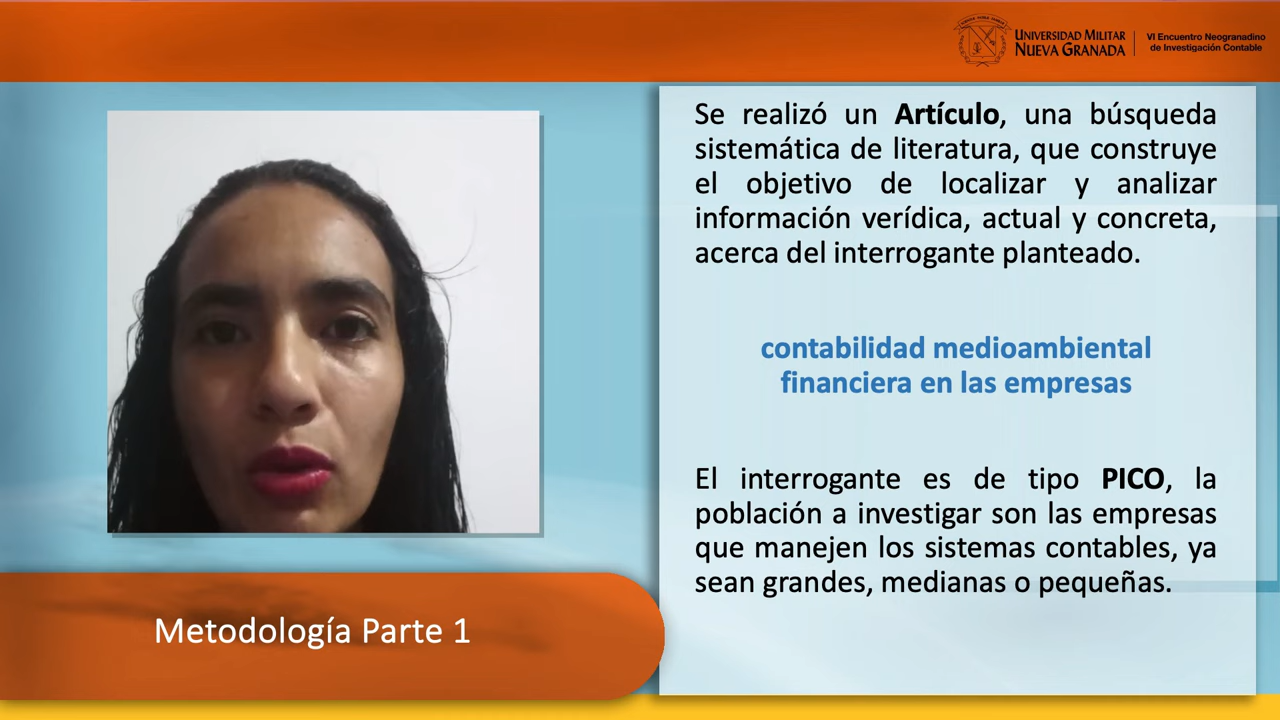 UNIVERSIDAD MILITAR
NUEVA GRANADA
VI Encuentro Neogranadino
de Investigación Contable
Se realizó un Artículo, una búsqueda
sistemática de literatura, que construye
el objetivo de localizar y analizar
información verídica, actual y concreta,
acerca del interrogante planteado.
contabilidad medioambiental
financiera en las empresas
El interrogante es de tipo PICO, la
población a investigar son las empresas
que manejen los sistemas contables, ya
sean grandes, medianas o pequeñas.
Metodología Parte 1